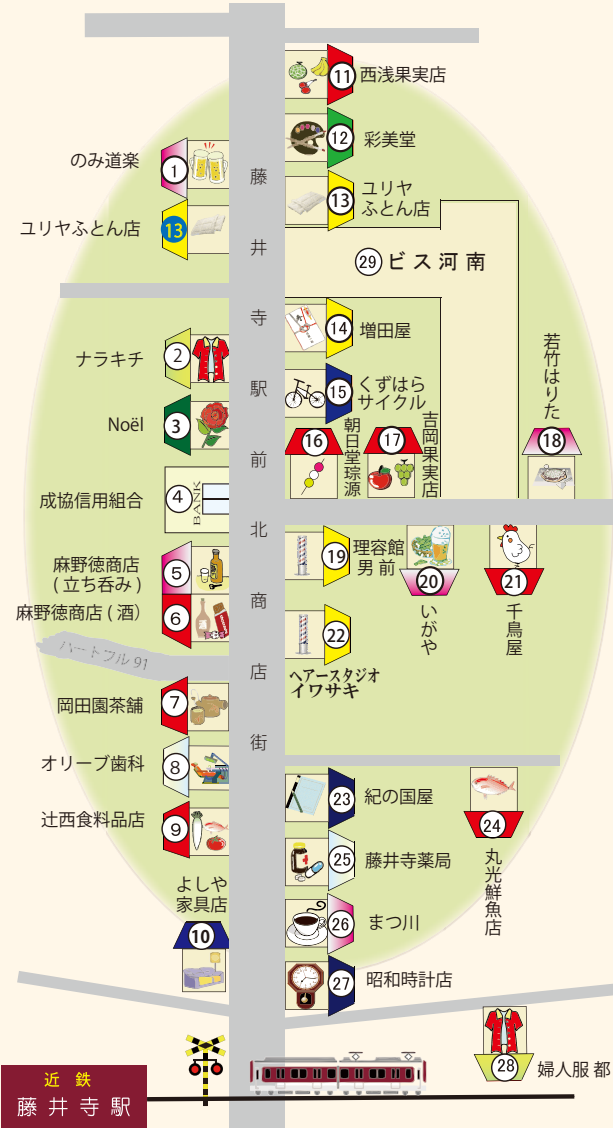 11
西浅果実店
12
彩美堂
のみ道楽
1
13
ユリヤ
ふとん店
ユリヤふとん店
13
29
ビス河南
藤井寺駅前北商店街
14
増田屋
ナラキチ
2
15
くずはら
サイクル
Noël
3
16
朝日堂琮源
17
吉岡果実店
若竹はりた
18
成協信用組合
4
BANK
19
理容館
男前
20
いがや
21
千鳥屋
麻野徳商店
(立ち呑み)
5
麻野徳商店(酒)
6
22
ヘアースタジオ
イワサキ
ハートフル91
岡田園茶舗
7
オリーブ歯科
8
辻西食料品店
9
23
紀の国屋
24
丸光鮮魚店
25
藤井寺薬局
よしや
家具店
10
26
まつ川
27
昭和時計店
28
婦人服 都
近鉄
藤井寺駅